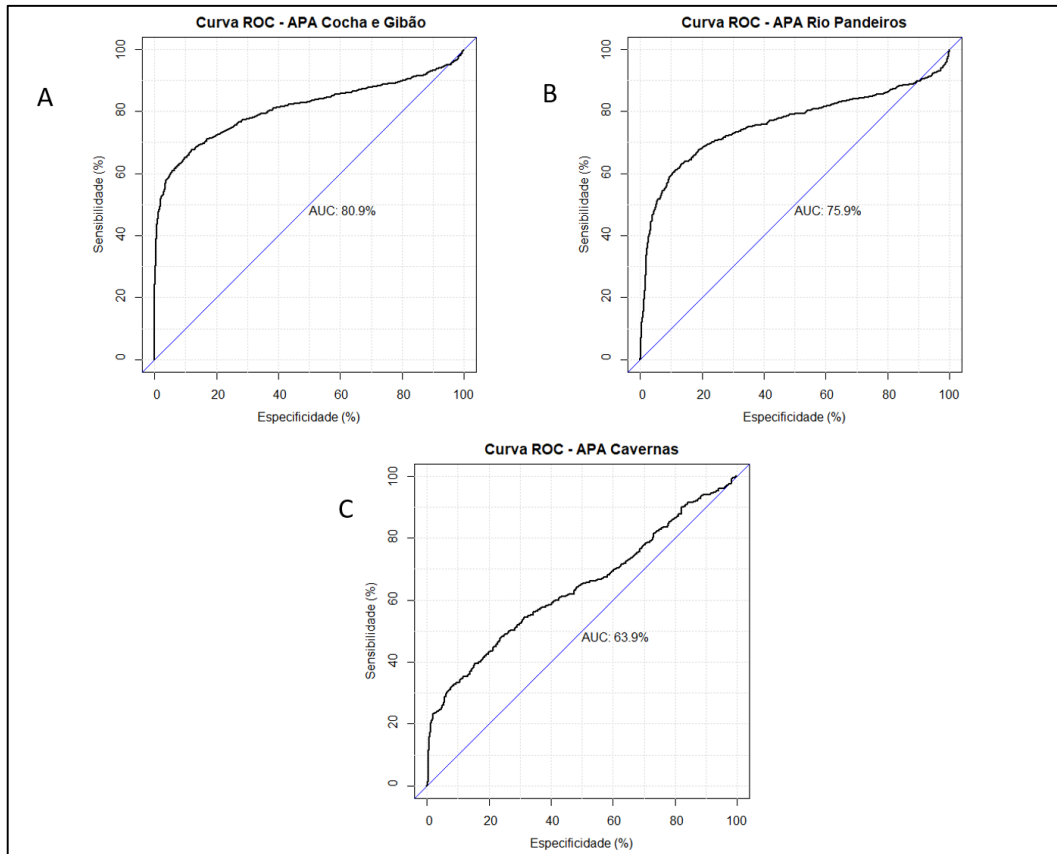 Curva ROC - APA Cocha e Gibão
A
Sensibilidade (%)
100
80
60
40
20
0
AUC: 80.9%
0 20 40 60 80 100
Especificidade (%)
Curva ROC - APA Rio Pandeiros
B
Sensibilidade (%)
100
80
60
40
20
0
AUC: 75.9%
0 20 40 60 80 100
Especificidade (%)
Curva ROC - APA Cavernas
C
Sensibilidade (%)
100
80
60
40
20
0
AUC: 63.9%
0 20 40 60 80 100
Especificidade (%)